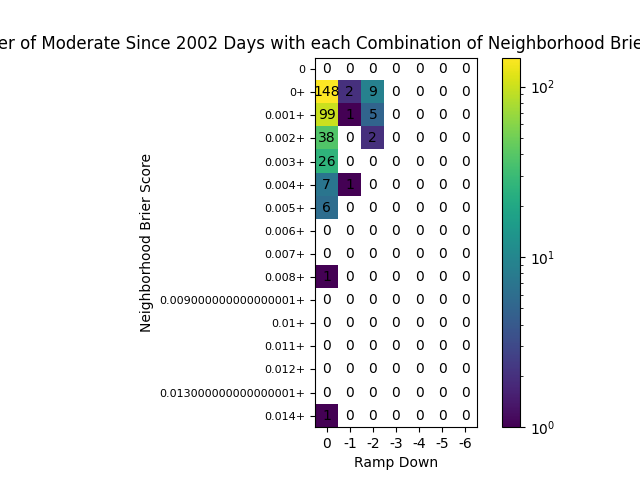 er of Moderate Since 2002 Days with each Combination of Neighborhood Brie
Neighborhood Brier Score
0 0 0 0 0 0 0 0
0+ 148 2 9 0 0 0 0
0.001+ 99 1 5 0 0 0 0
0.002+ 38 0 2 0 0 0 0
0.003+ 26 0 0 0 0 0 0
0.004+ 7 1 0 0 0 0 0
0.005+ 6 0 0 0 0 0 0
0.006+ 0 0 0 0 0 0 0
0.007+ 0 0 0 0 0 0 0
0.008+ 1 0 0 0 0 0 0
0.009000000000000001+ 0 0 0 0 0 0 0
0.01+ 0 0 0 0 0 0 0
0.011+ 0 0 0 0 0 0 0
0.012+ 0 0 0 0 0 0 0
0.013000000000000001+ 0 0 0 0 0 0 0
0.014+ 1 0 0 0 0 0 0
0 -1 -2 -3 -4 -5 -6
Ramp Down
10²
10¹
10⁰